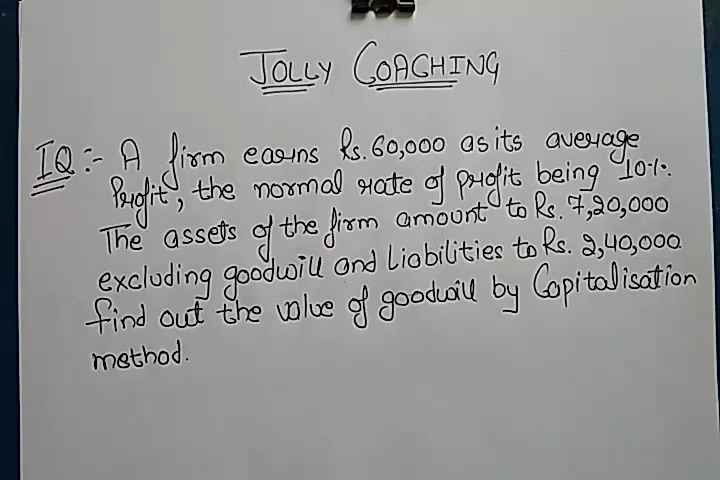 JOLLY COACHING
IQ:- A firm earns Rs. 60,000 as its average
Profit, the normal rate of profit being 10%.
The assets of the firm amount to Rs. 7,20,000
excluding goodwill and Liabilities to Rs. 2,40,000
find out the value of goodwill by Capitalisation
method.